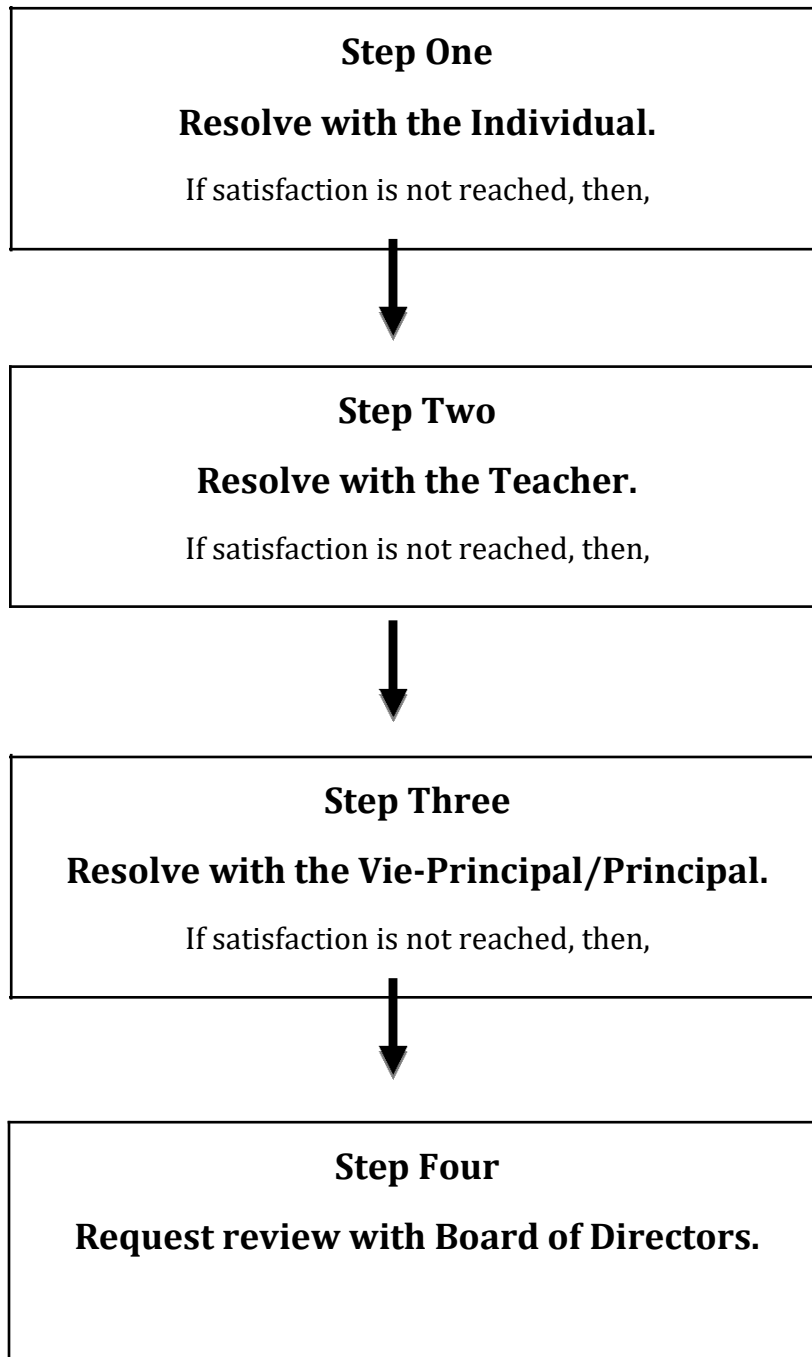 Step One
Resolve with the Individual.
If satisfaction is not reached, then,
Step Two
Resolve with the Teacher.
If satisfaction is not reached, then,
Step Three
Resolve with the Vie-Principal/Principal.
If satisfaction is not reached, then,
Step Four
Request review with Board of Directors.